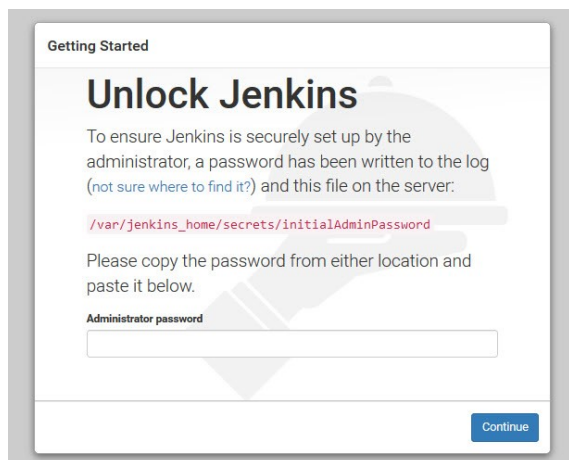 Getting Started
Unlock Jenkins
To ensure Jenkins is securely set up by the
administrator, a password has been written to the log
(not sure where to find it?) and this file on the server:
/var/jenkins_home/secrets/initialAdminPassword
Please copy the password from either location and
paste it below.
Administrator password
Continue